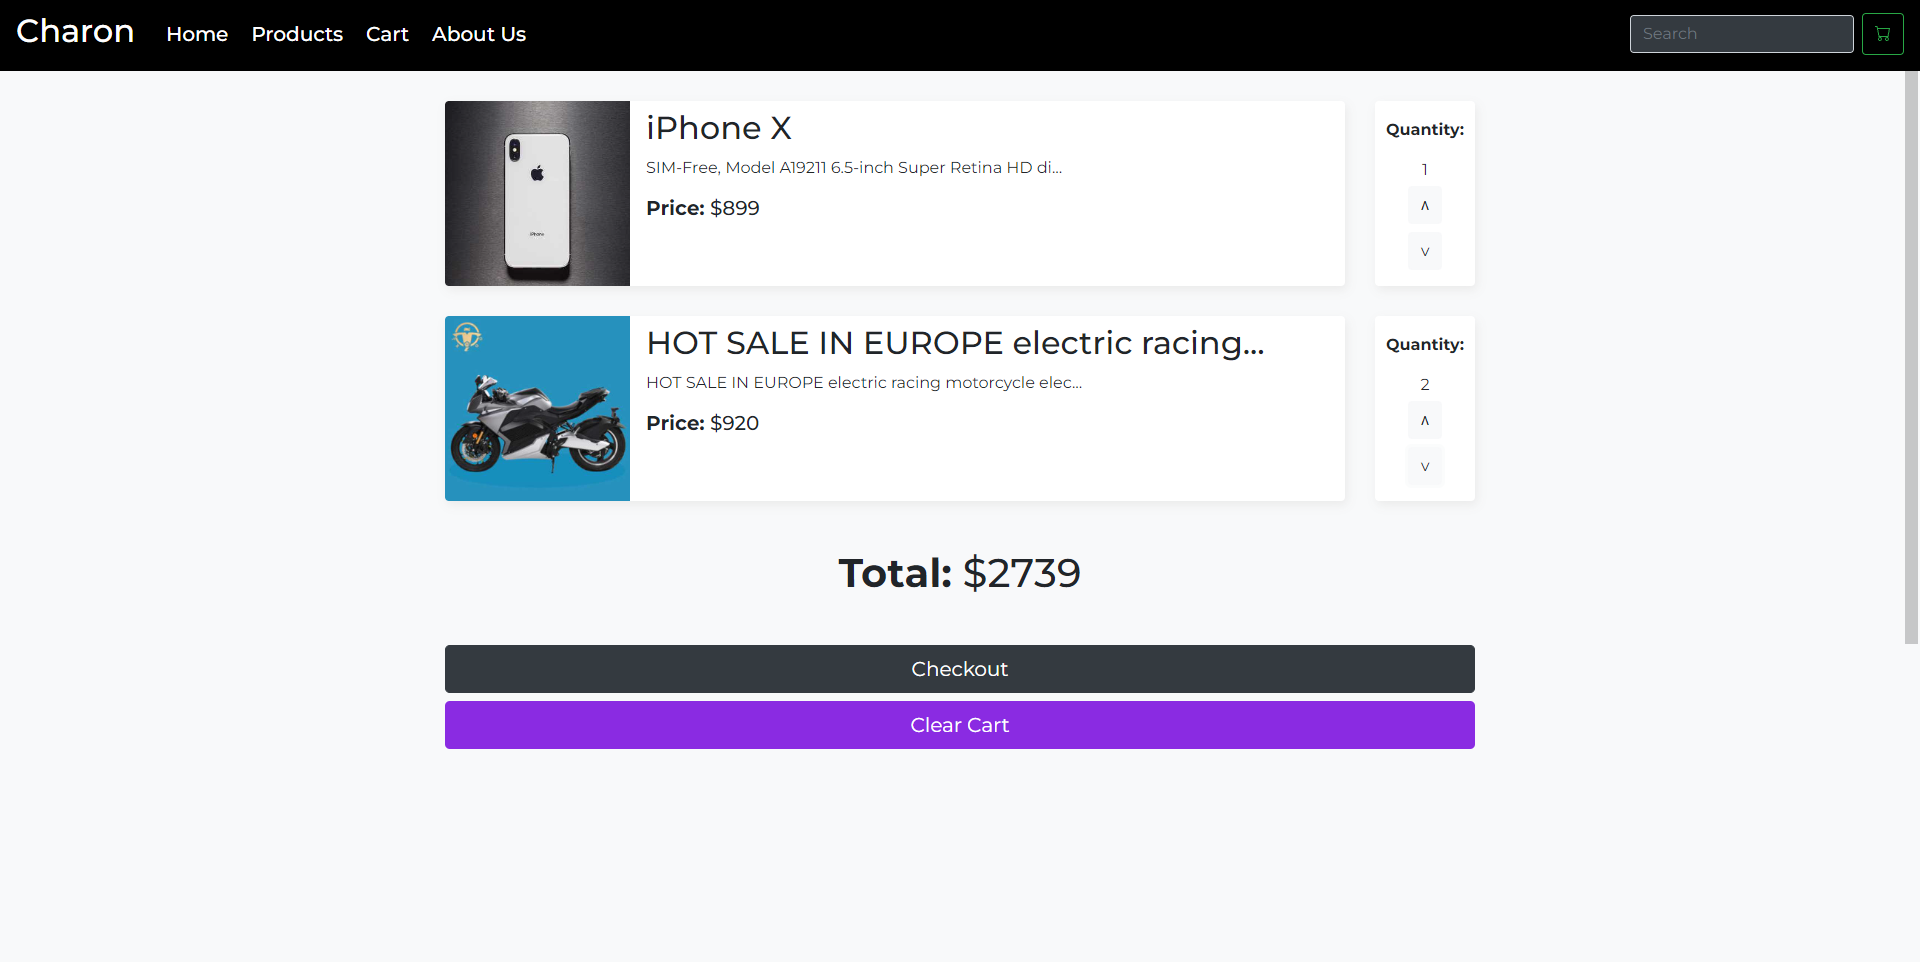 Charon Home Products Cart About Us Search
iPhone X
SIM-Free, Model A19211 6.5-inch Super Retina HD di...
Price: $899
Quantity:
1
˄
˅
iPhone
HOT SALE IN EUROPE electric racing...
HOT SALE IN EUROPE electric racing motorcycle elec...
Price: $920
Quantity:
2
˄
˅
Total: $2739
Checkout
Clear Cart